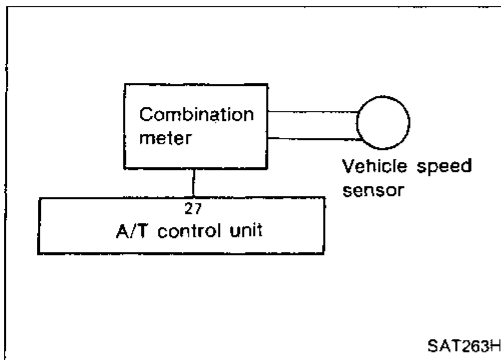 Combination
meter
Vehicle speed
sensor
27
A/T control unit
SAT263H